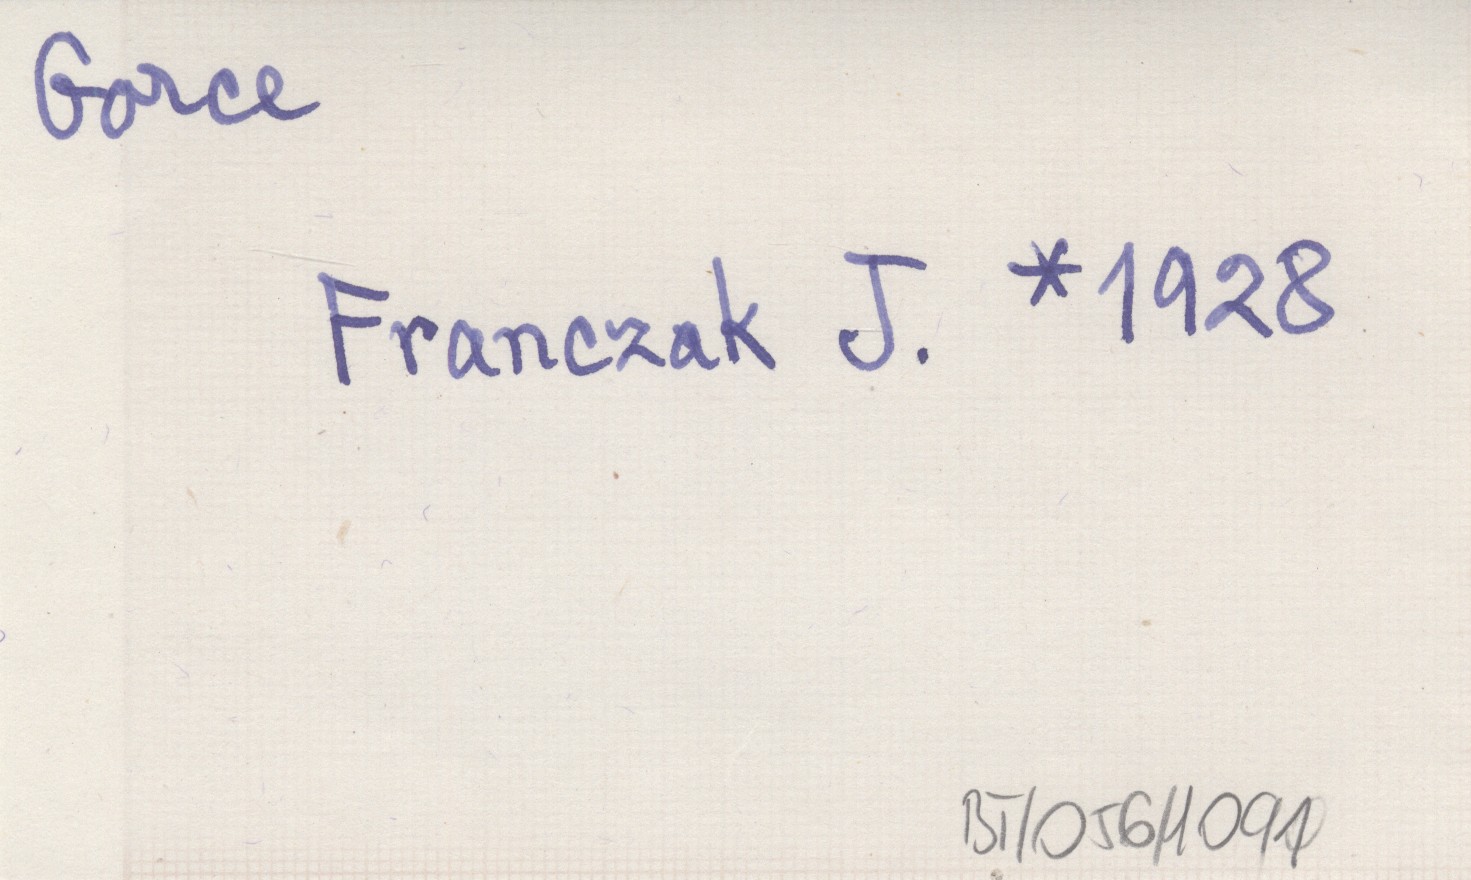 Gorce
Franczak J. *1928
BT/056/1091